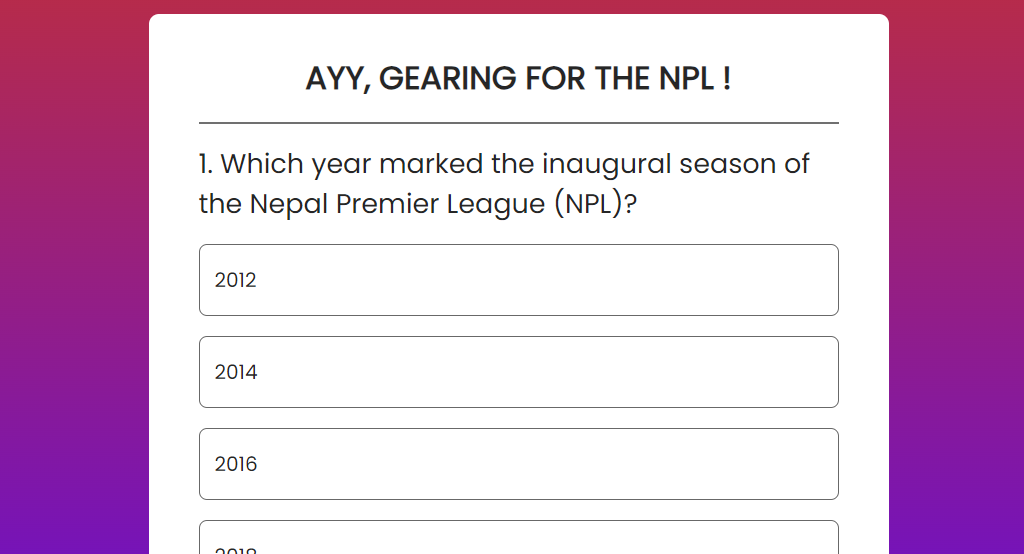 AYY, GEARING FOR THE NPL !
1. Which year marked the inaugural season of
the Nepal Premier League (NPL)?
2012
2014
2016
2018